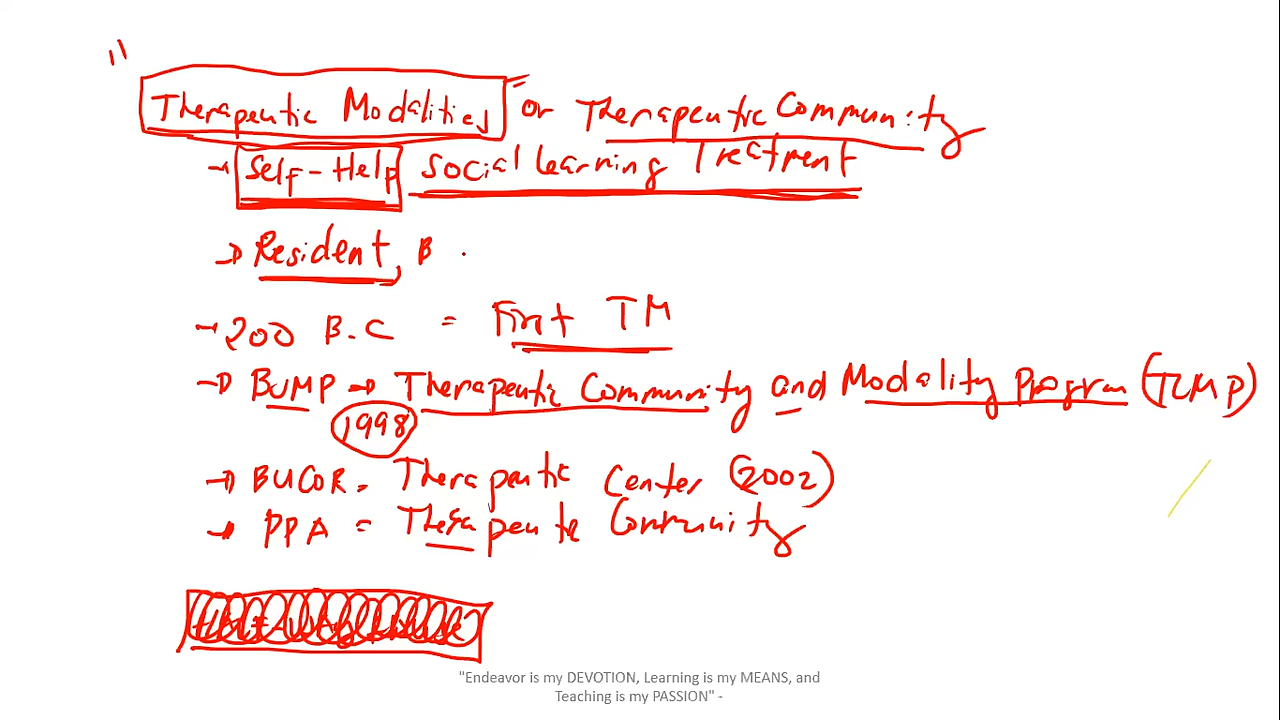 "Therapeutic Modalities" or Therapeutic Community
→ Self-Help Social Learning Treatment
→ Resident, B
→ 200 B.C = First TM
→ BUMP → Therapeutic Community and Modality Program (TCMP)
1998
→ BUCOR = Therapeutic Center (2002)
→ PPA = Therapeutic Community
"Endeavor is my DEVOTION, Learning is my MEANS, and
Teaching is my PASSION" -